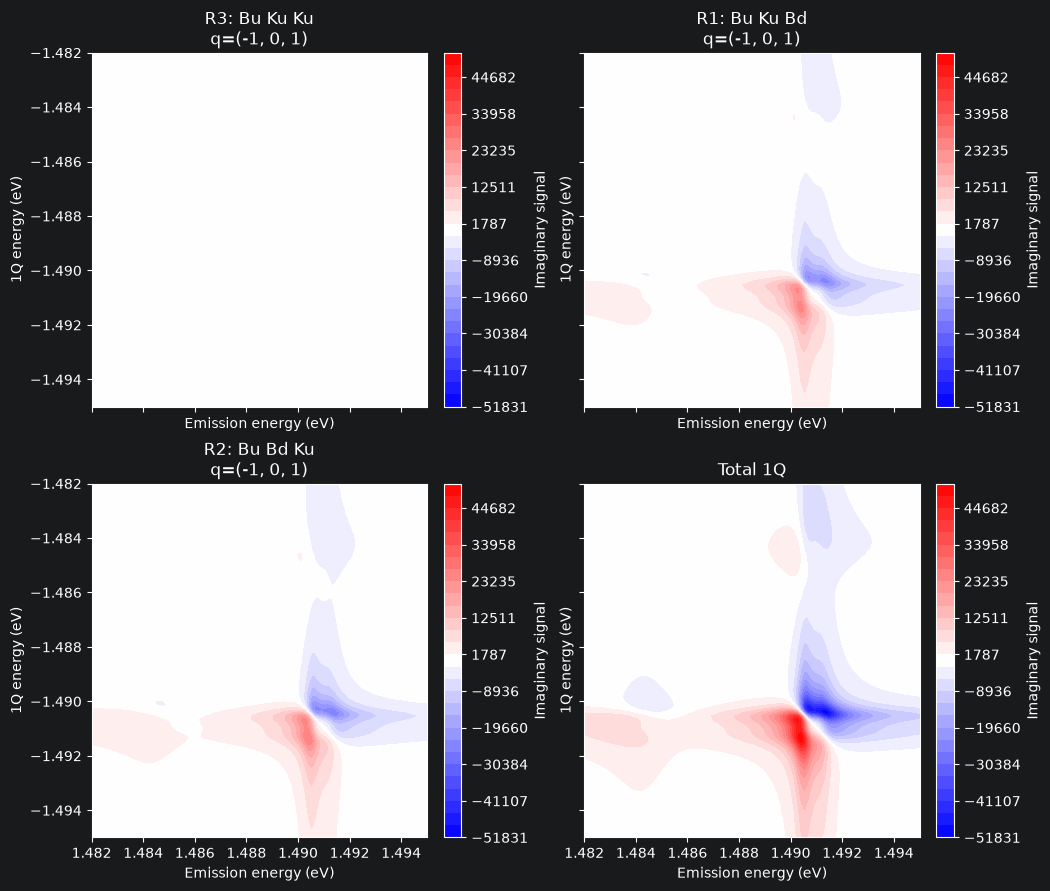 R3: Bu Ku Ku
q=(-1, 0, 1)
−1.482
−1.484
−1.486
−1.488
−1.490
−1.492
−1.494
1Q energy (eV)
Emission energy (eV)
44682
33958
23235
12511
1787
−8936
−19660
−30384
−41107
−51831
Imaginary signal
R1: Bu Ku Bd
q=(-1, 0, 1)
1Q energy (eV)
Emission energy (eV)
44682
33958
23235
12511
1787
−8936
−19660
−30384
−41107
−51831
Imaginary signal
R2: Bu Bd Ku
q=(-1, 0, 1)
−1.482
−1.484
−1.486
−1.488
−1.490
−1.492
−1.494
1Q energy (eV)
1.482 1.484 1.486 1.488 1.490 1.492 1.494
Emission energy (eV)
44682
33958
23235
12511
1787
−8936
−19660
−30384
−41107
−51831
Imaginary signal
Total 1Q
1Q energy (eV)
1.482 1.484 1.486 1.488 1.490 1.492 1.494
Emission energy (eV)
44682
33958
23235
12511
1787
−8936
−19660
−30384
−41107
−51831
Imaginary signal